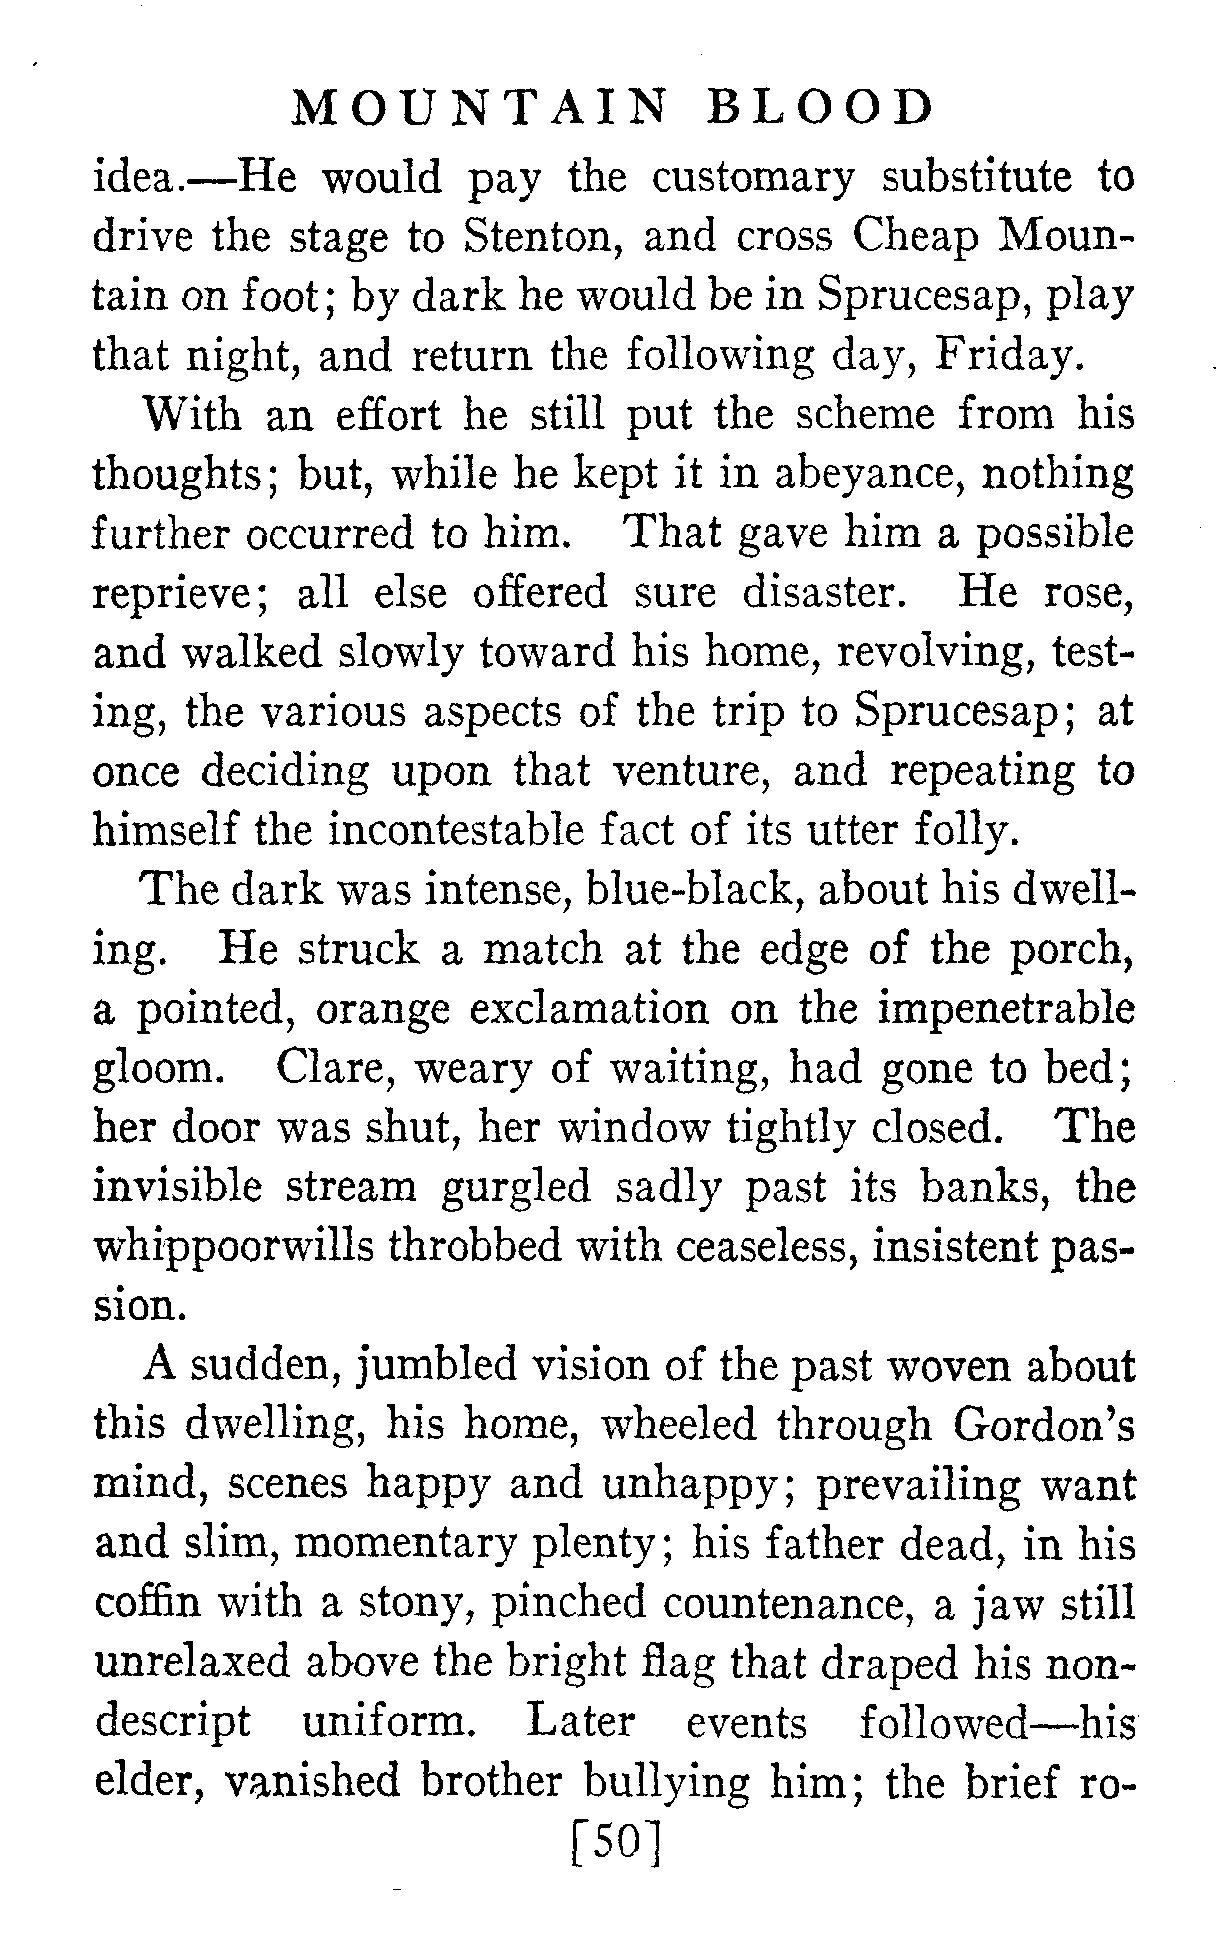 MOUNTAIN BLOOD
idea.—He would pay the customary substitute to
drive the stage to Stenton, and cross Cheap Moun-
tain on foot; by dark he would be in Sprucesap, play
that night, and return the following day, Friday.
With an effort he still put the scheme from his
thoughts; but, while he kept it in abeyance, nothing
further occurred to him. That gave him a possible
reprieve; all else offered sure disaster. He rose,
and walked slowly toward his home, revolving, test-
ing, the various aspects of the trip to Sprucesap; at
once deciding upon that venture, and repeating to
himself the incontestable fact of its utter folly.
The dark was intense, blue-black, about his dwell-
ing. He struck a match at the edge of the porch,
a pointed, orange exclamation on the impenetrable
gloom. Clare, weary of waiting, had gone to bed;
her door was shut, her window tightly closed. The
invisible stream gurgled sadly past its banks, the
whippoorwills throbbed with ceaseless, insistent pas-
sion.
A sudden, jumbled vision of the past woven about
this dwelling, his home, wheeled through Gordon's
mind, scenes happy and unhappy; prevailing want
and slim, momentary plenty; his father dead, in his
coffin with a stony, pinched countenance, a jaw still
unrelaxed above the bright flag that draped his non-
descript uniform. Later events followed—his
elder, vanished brother bullying him; the brief ro-
[50]